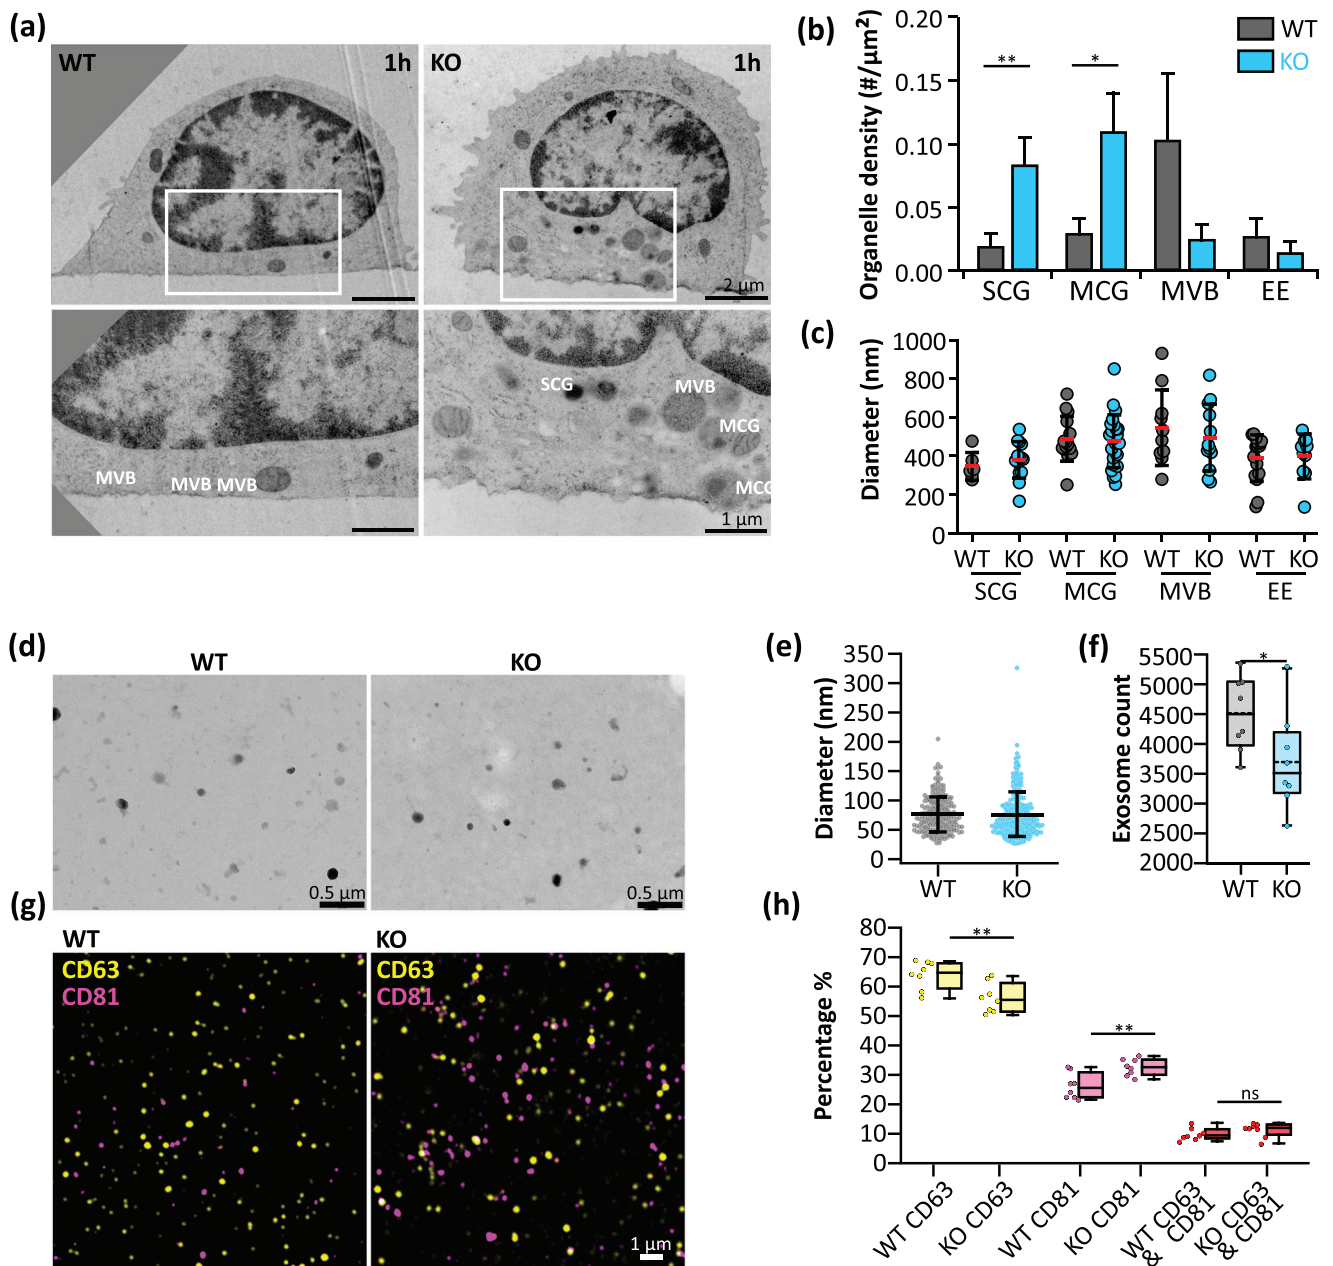 (a)
WT 1h
KO 1h
2 µm
SCG
MVB
MCG
MCG
MVB MVB MVB
1 µm
(b)
Organelle density (#/µm²)
0.20
0.15
0.10
0.05
0.00
** *
WT
KO
SCG MCG MVB EE
(c)
Diameter (nm)
1000
800
600
400
200
0
WT KO WT KO WT KO WT KO
SCG MCG MVB EE
(d)
WT KO
0.5 µm 0.5 µm
(e)
Diameter (nm)
350
300
250
200
150
100
50
0
WT KO
(f)
Exosome count
5500
5000
4500
4000
3500
3000
2500
2000
*
WT KO
(g)
WT KO
CD63 CD63
CD81 CD81
1 µm
(h)
Percentage %
80
70
60
50
40
30
20
10
0
**
**
ns
WT CD63
KO CD63
WT CD81
KO CD81
WT CD63
& CD81
KO CD63
& CD81